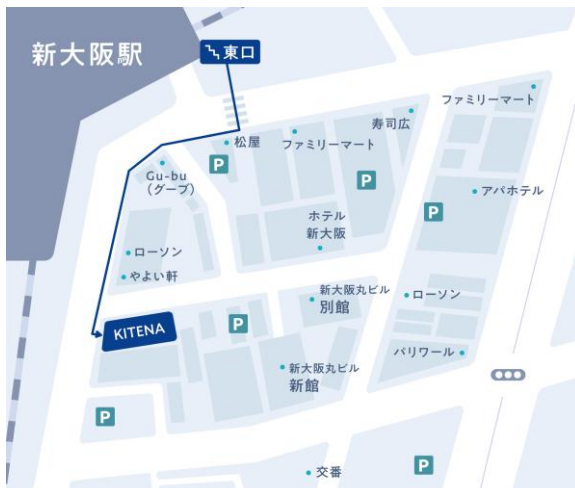 新大阪駅
東口
ファミリーマート
寿司広
松屋
ファミリーマート
P
Gu-bu
(グーブ)
アパホテル
P
ホテル
新大阪
ローソン
やよい軒
新大阪丸ビル
別館
ローソン
KITENA
P
パリワール
新大阪丸ビル
新館
P
交番
P